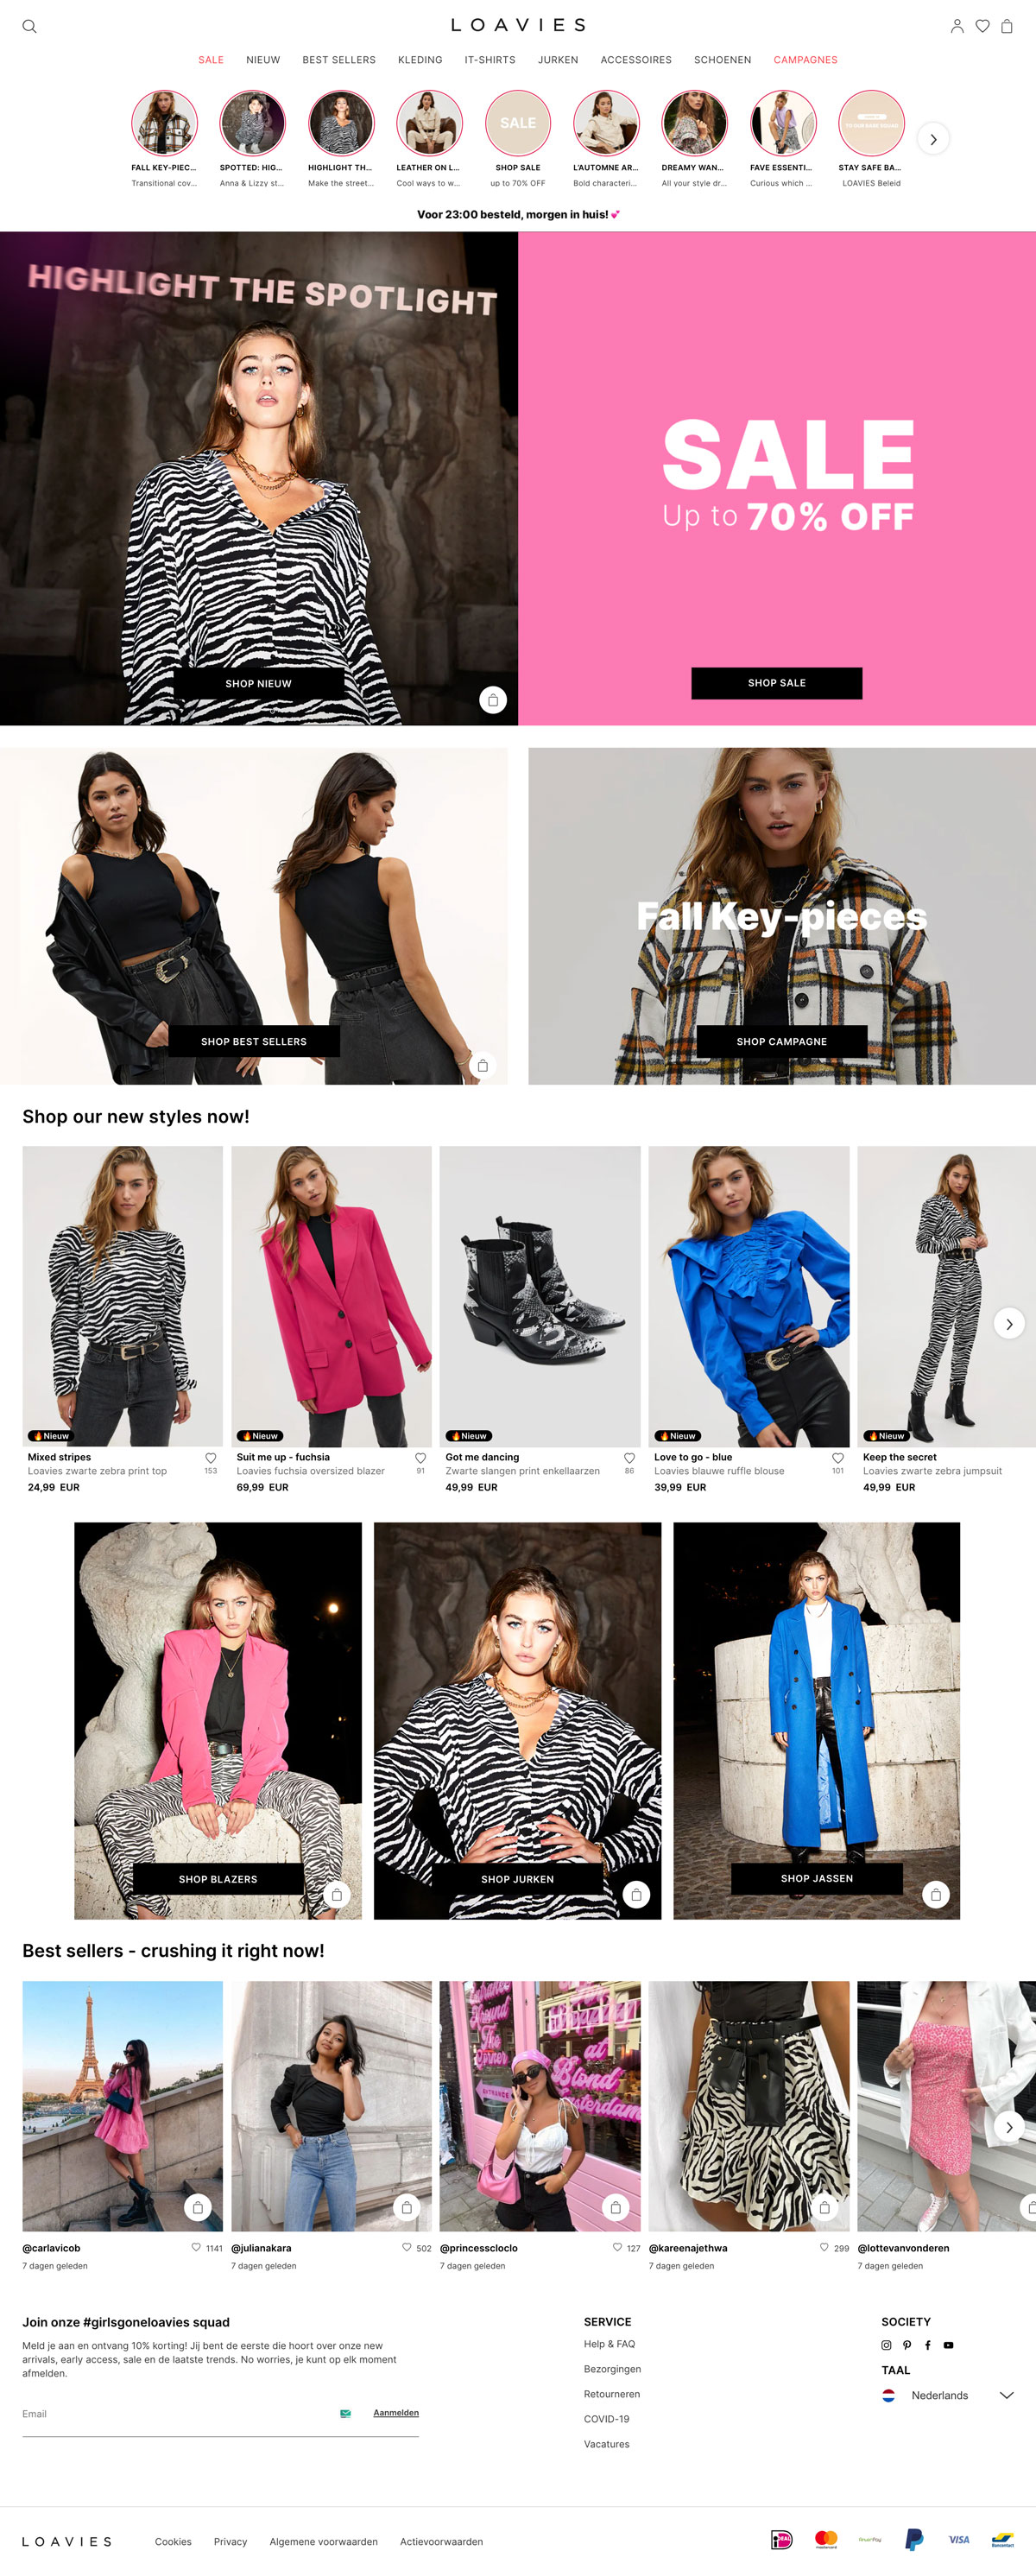 LOAVIES
SALE NIEUW BEST SELLERS KLEDING IT-SHIRTS JURKEN ACCESSOIRES SCHOENEN CAMPAGNES
SALE
FALL KEY-PIEC... SPOTTED: HIG... HIGHLIGHT TH... LEATHER ON L... SHOP SALE L'AUTOMNE AR... DREAMY WAN... FAVE ESSENTI... STAY SAFE BA...
Transitional cov... Anna & Lizzy st... Make the street... Cool ways to w... up to 70% OFF Bold characteri... All your style dr... Curious which ... LOAVIES Beleid
Voor 23:00 besteld, morgen in huis! 💕
HIGHLIGHT THE SPOTLIGHT
SHOP NIEUW
SALE
Up to 70% OFF
SHOP SALE
SHOP BEST SELLERS
Fall Key-pieces
SHOP CAMPAGNE
Shop our new styles now!
🔥Nieuw 🔥Nieuw 🔥Nieuw 🔥Nieuw 🔥Nieuw
Mixed stripes
Loavies zwarte zebra print top 153
24,99 EUR
Suit me up - fuchsia
Loavies fuchsia oversized blazer 91
69,99 EUR
Got me dancing
Zwarte slangen print enkellaarzen 86
49,99 EUR
Love to go - blue
Loavies blauwe ruffle blouse 101
39,99 EUR
Keep the secret
Loavies zwarte zebra jumpsuit
49,99 EUR
SHOP BLAZERS
SHOP JURKEN
SHOP JASSEN
Best sellers - crushing it right now!
@carlavicob 1141
7 dagen geleden
@julianakara 502
7 dagen geleden
@princesscloclo 127
7 dagen geleden
@kareenajethwa 299
7 dagen geleden
@lottevanvonderen
7 dagen geleden
Join onze #girlsgoneloavies squad
Meld je aan en ontvang 10% korting! Jij bent de eerste die hoort over onze new
arrivals, early access, sale en de laatste trends. No worries, je kunt op elk moment
afmelden.
Email Aanmelden
SERVICE
Help & FAQ
Bezorgingen
Retourneren
COVID-19
Vacatures
SOCIETY
TAAL
Nederlands
LOAVIES Cookies Privacy Algemene voorwaarden Actievoorwaarden
VISA